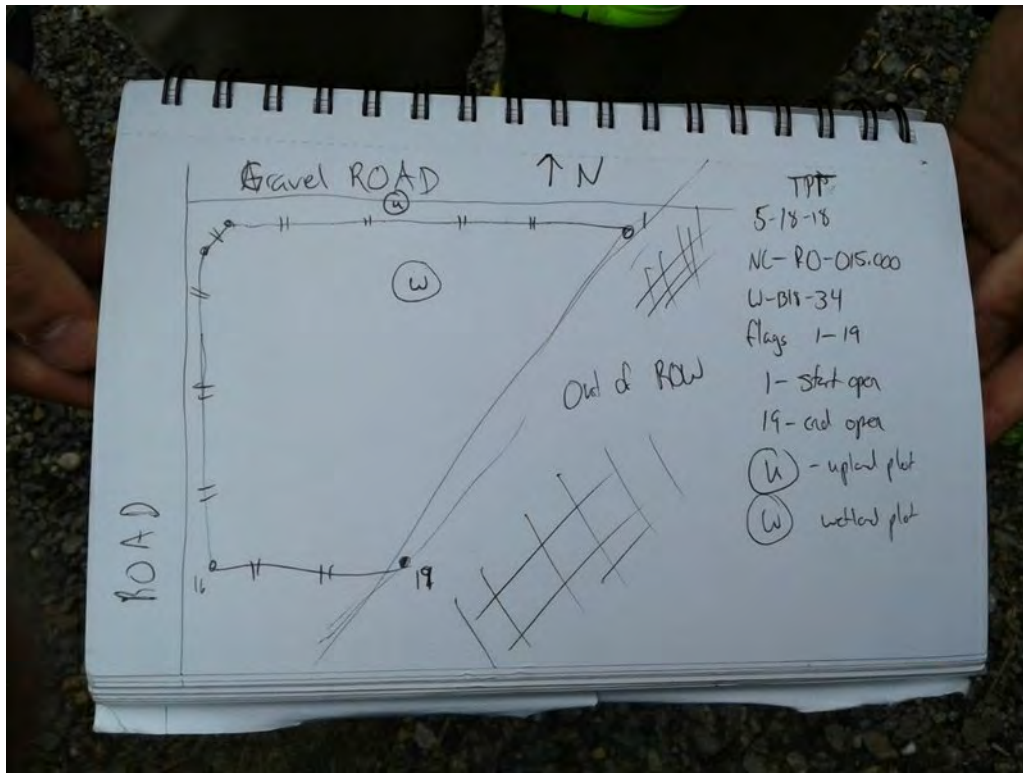 Gravel ROAD
↑ N
u
1
w
Out of ROW
ROAD
16
19
5-18-18
NC-RO-015.000
W-B18-34
flags 1-19
1- start open
19- end open
u - upland plot
w wetland plot